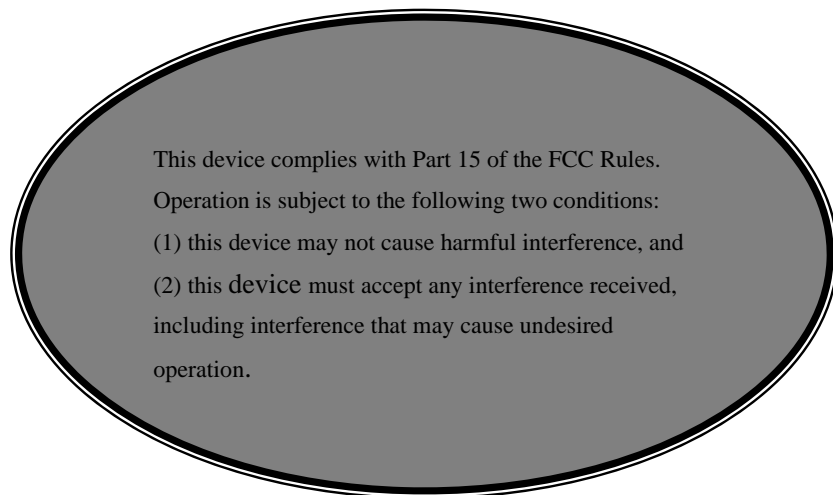 This device complies with Part 15 of the FCC Rules.
Operation is subject to the following two conditions:
(1) this device may not cause harmful interference, and
(2) this device must accept any interference received,
including interference that may cause undesired
operation.